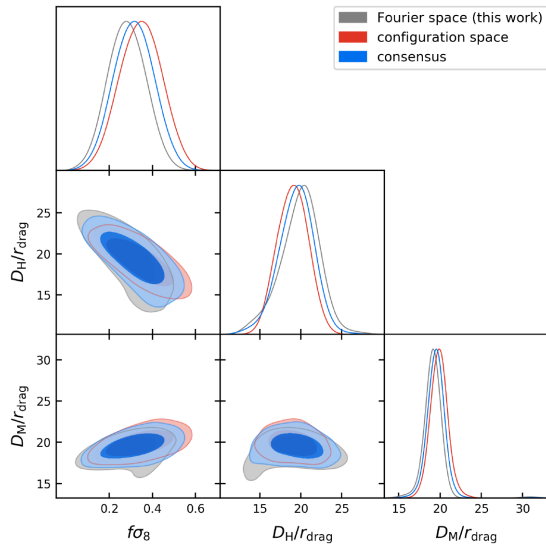 Fourier space (this work)
configuration space
consensus
D_H/r_drag
25
20
15
D_M/r_drag
30
25
20
15
0.2 0.4 0.6
15 20 25
15 20 25 30
fσ_8
D_H/r_drag
D_M/r_drag